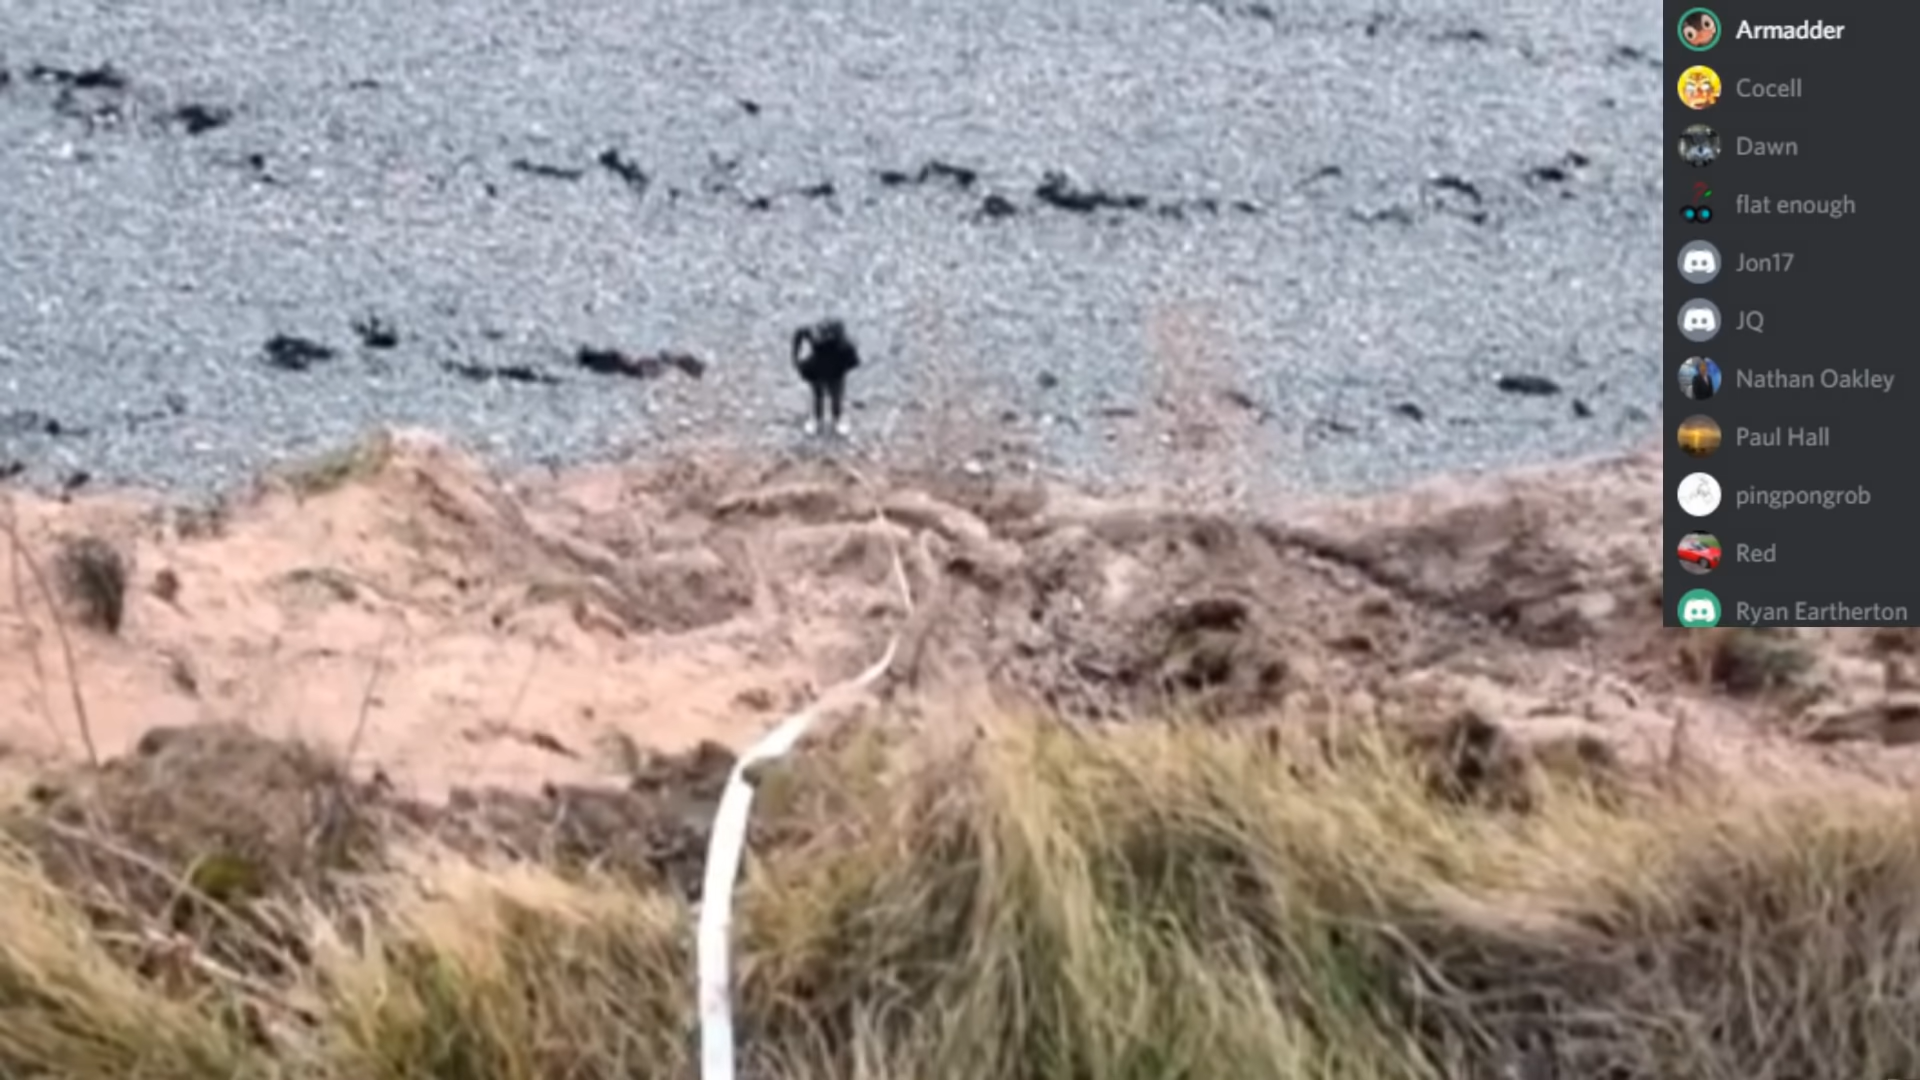 Armadder
Cocell
Dawn
flat enough
Jon17
JQ
Nathan Oakley
Paul Hall
pingpongrob
Red
Ryan Eartherton